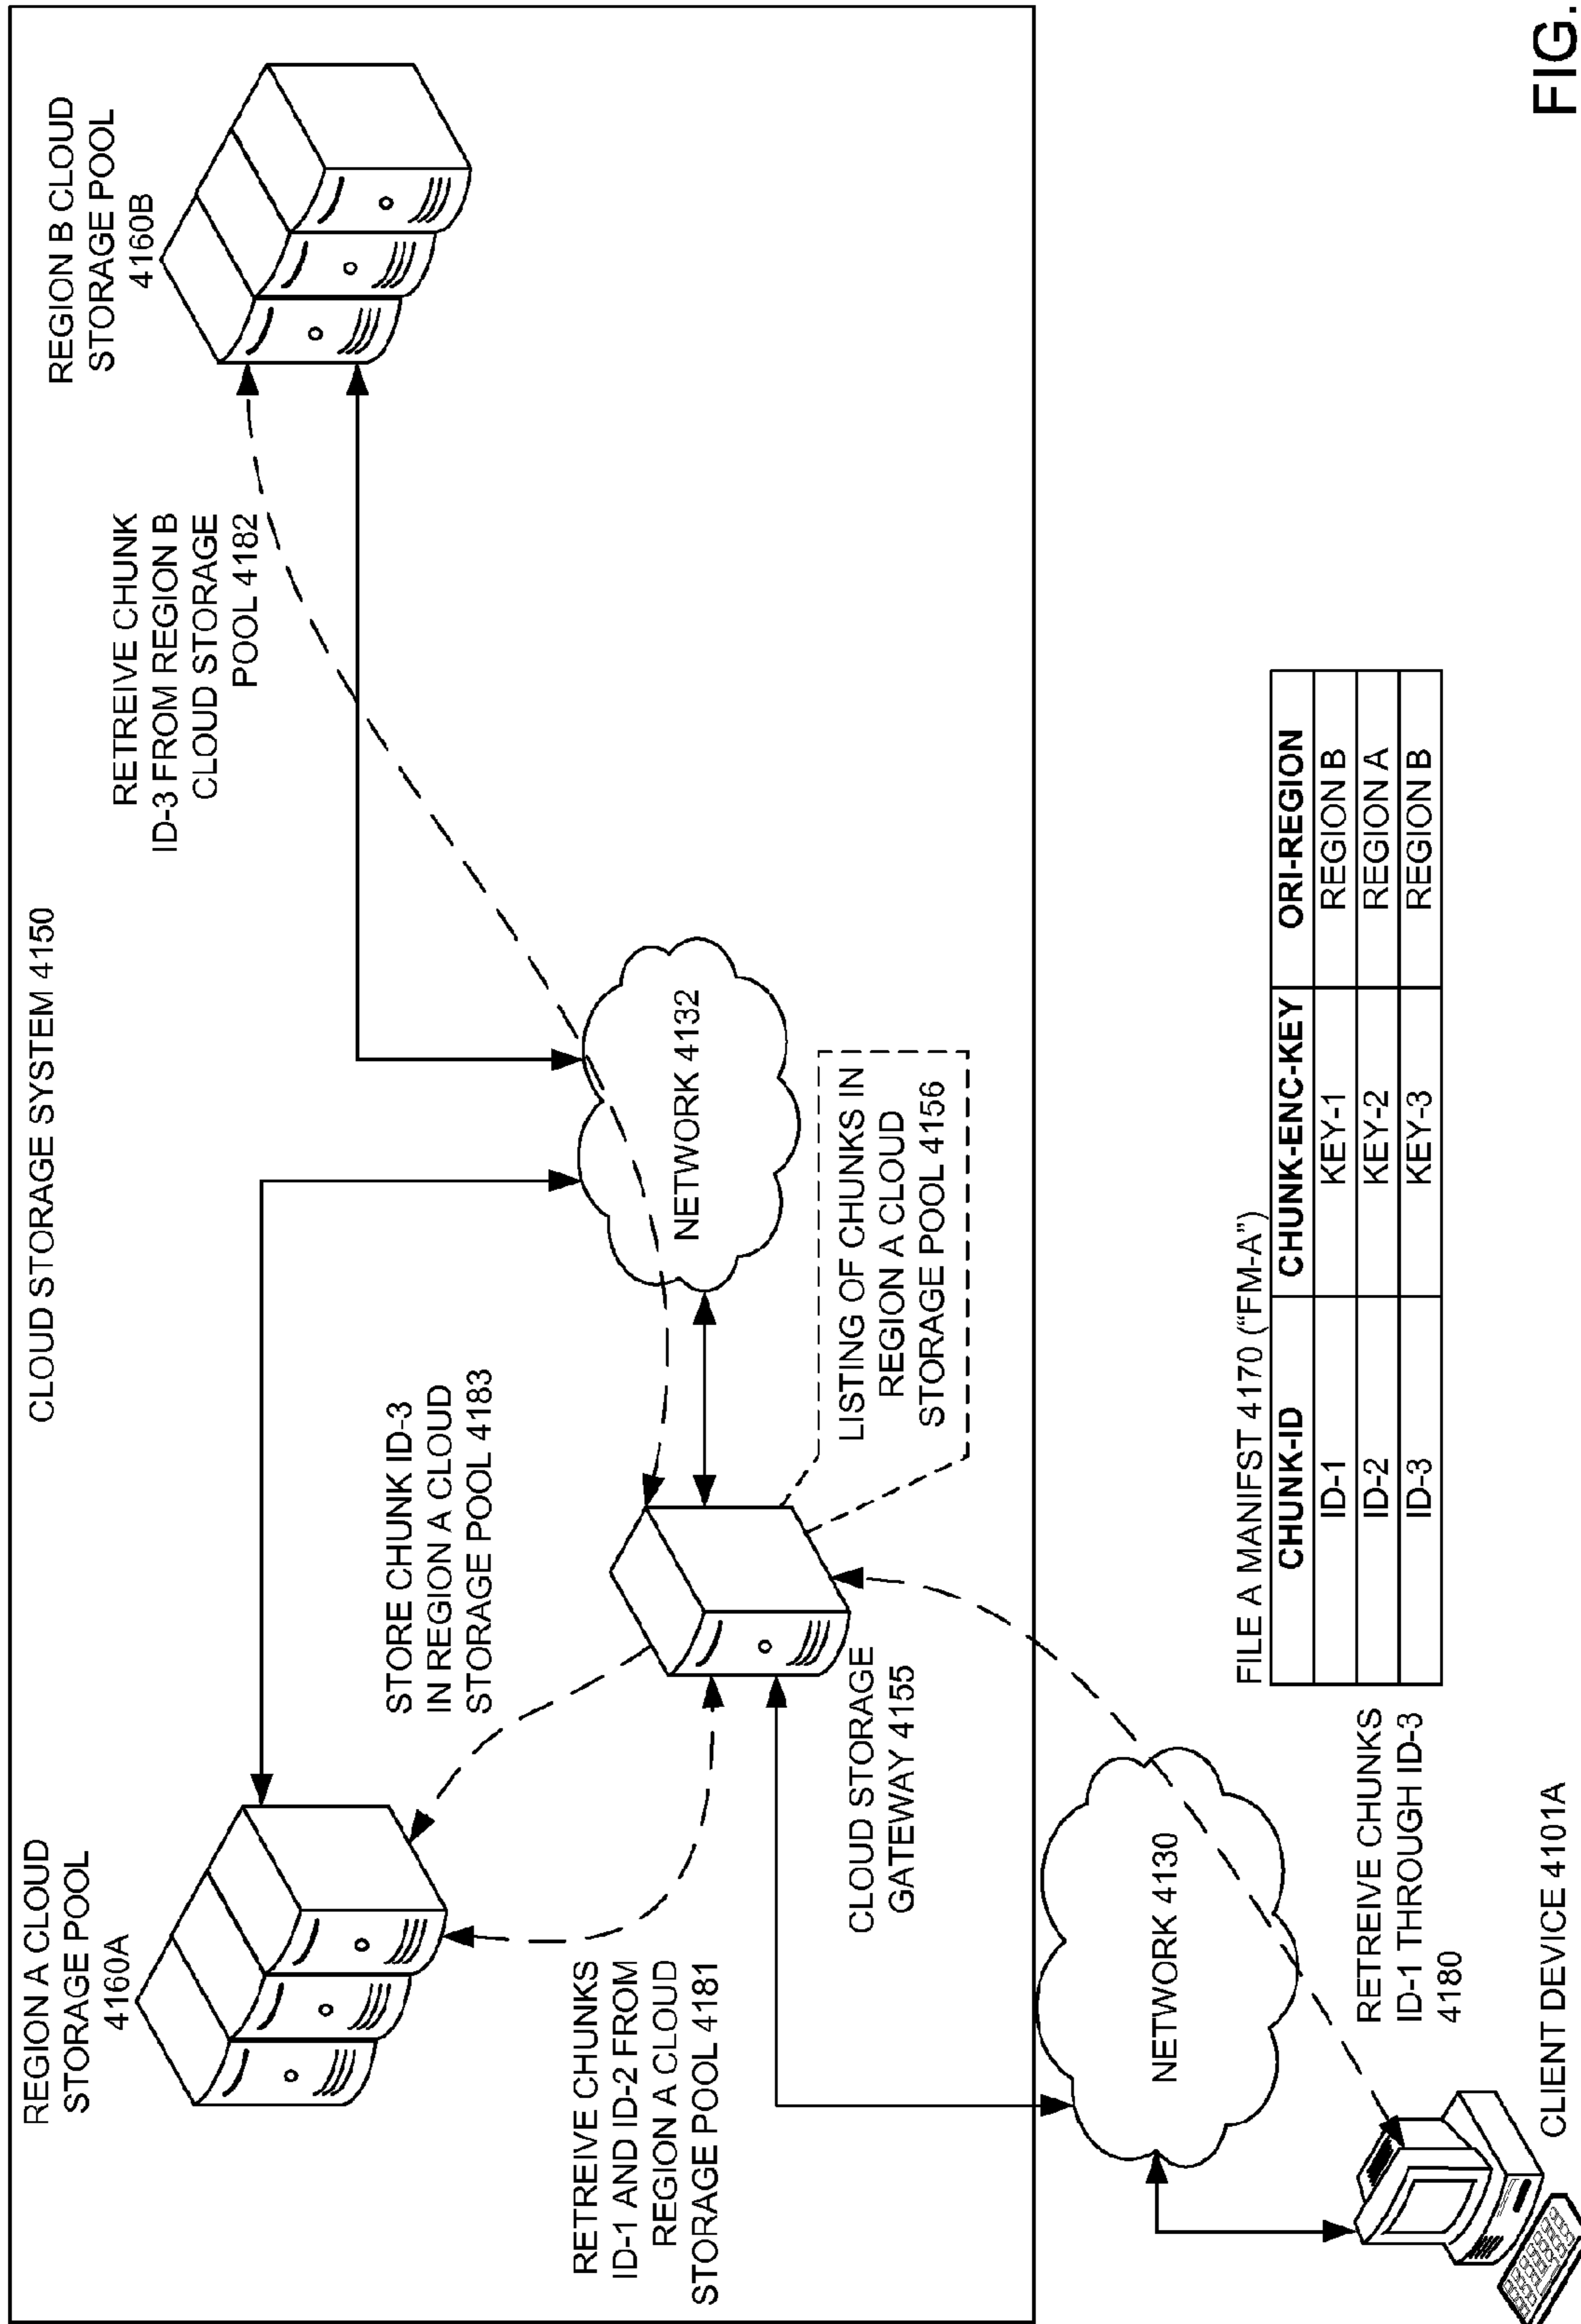 CLOUD STORAGE SYSTEM 4150
REGION A CLOUD
STORAGE POOL
4160A
REGION B CLOUD
STORAGE POOL
4160B
RETREIVE CHUNK
ID-3 FROM REGION B
CLOUD STORAGE
POOL 4182
STORE CHUNK ID-3
IN REGION A CLOUD
STORAGE POOL 4183
RETREIVE CHUNKS
ID-1 AND ID-2 FROM
REGION A CLOUD
STORAGE POOL 4181
NETWORK 4132
LISTING OF CHUNKS IN
REGION A CLOUD
STORAGE POOL 4156
CLOUD STORAGE
GATEWAY 4155
NETWORK 4130
RETREIVE CHUNKS
ID-1 THROUGH ID-3
4180
CLIENT DEVICE 4101A
FILE A MANIFST 4170 (“FM-A”)
CHUNK-ID CHUNK-ENC-KEY ORI-REGION
ID-1 KEY-1 REGION B
ID-2 KEY-2 REGION A
ID-3 KEY-3 REGION B
FIG.